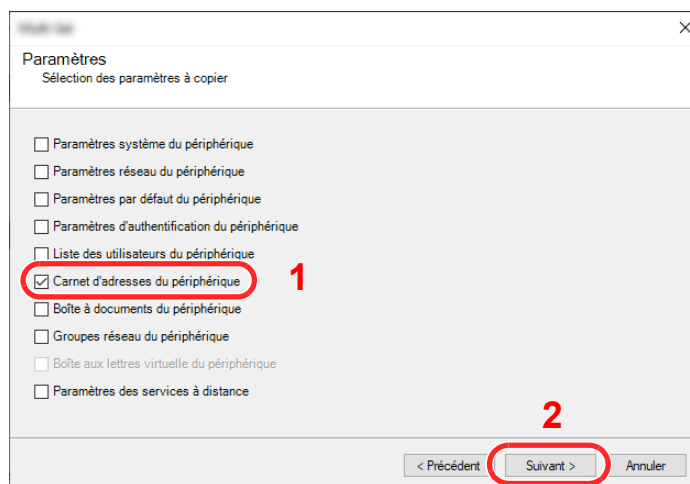 Paramètres
Sélection des paramètres à copier
Paramètres système du périphérique
Paramètres réseau du périphérique
Paramètres par défaut du périphérique
Paramètres d'authentification du périphérique
Liste des utilisateurs du périphérique
Carnet d'adresses du périphérique
1
Boîte à documents du périphérique
Groupes réseau du périphérique
Boîte aux lettres virtuelle du périphérique
Paramètres des services à distance
2
< Précédent Suivant > Annuler